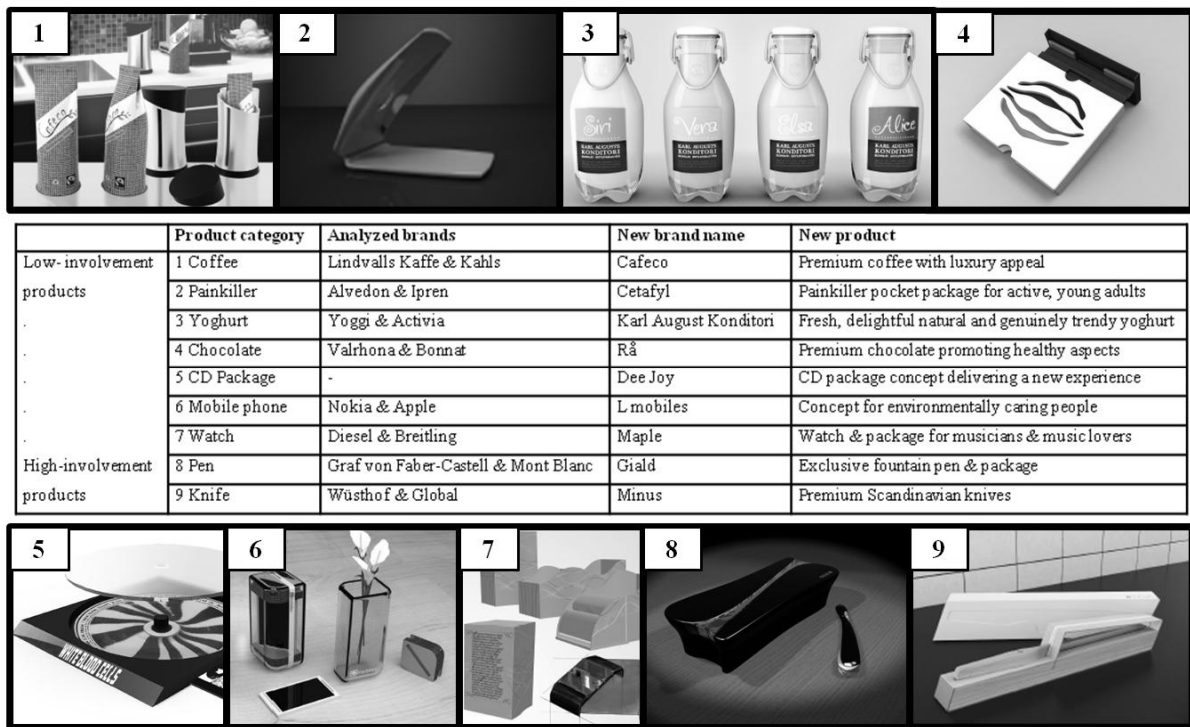 1
2
3
4
Cafeco
Siri
Vera
Elsa
Alice
KARL AUGUSTS
KONDITORI
KARL AUGUSTS
KONDITORI
KARL AUGUSTS
KONDITORI
KARL AUGUSTS
KONDITORI
Product category Analyzed brands New brand name New product
Low- involvement 1 Coffee Lindvalls Kaffe & Kahls Cafeco Premium coffee with luxury appeal
products 2 Painkiller Alvedon & Ipren Cetafyl Painkiller pocket package for active, young adults
. 3 Yoghurt Yoggi & Activia Karl August Konditori Fresh, delightful natural and genuinely trendy yoghurt
. 4 Chocolate Valrhona & Bonnat Rå Premium chocolate promoting healthy aspects
. 5 CD Package - Dee Joy CD package concept delivering a new experience
. 6 Mobile phone Nokia & Apple L mobiles Concept for environmentally caring people
. 7 Watch Diesel & Breitling Maple Watch & package for musicians & music lovers
High-involvement 8 Pen Graf von Faber-Castell & Mont Blanc Giald Exclusive fountain pen & package
products 9 Knife Wüsthof & Global Minus Premium Scandinavian knives
5
6
7
8
9
WHITE BLOOD CELLS